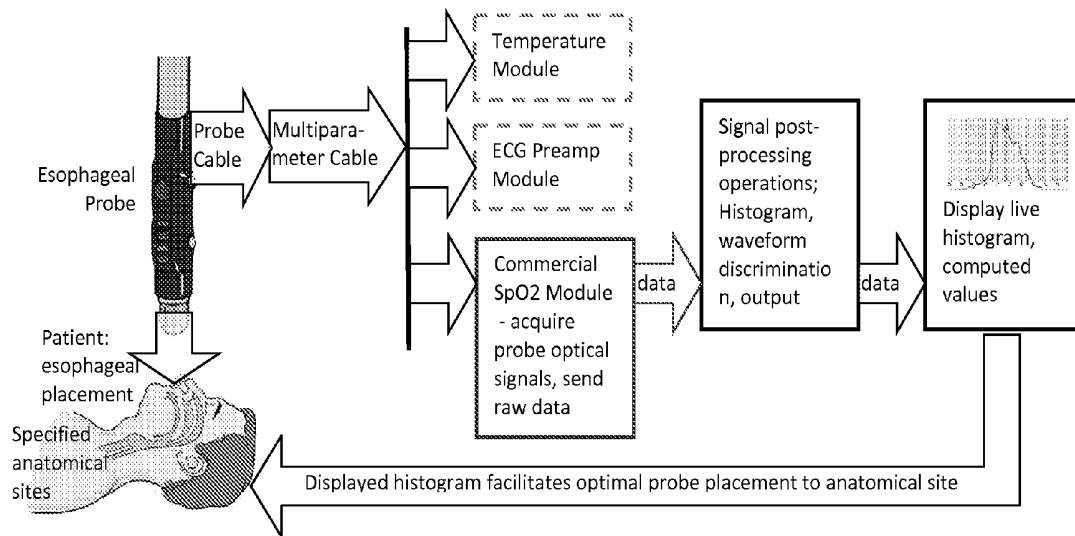 Esophageal
Probe
Probe
Cable
Multipara-
meter Cable
Temperature
Module
ECG Preamp
Module
Commercial
SpO2 Module
- acquire
probe optical
signals, send
raw data
data
Signal post-
processing
operations;
Histogram,
waveform
discriminatio
n, output
data
Display live
histogram,
computed
values
Patient:
esophageal
placement
Specified
anatomical
sites
Displayed histogram facilitates optimal probe placement to anatomical site